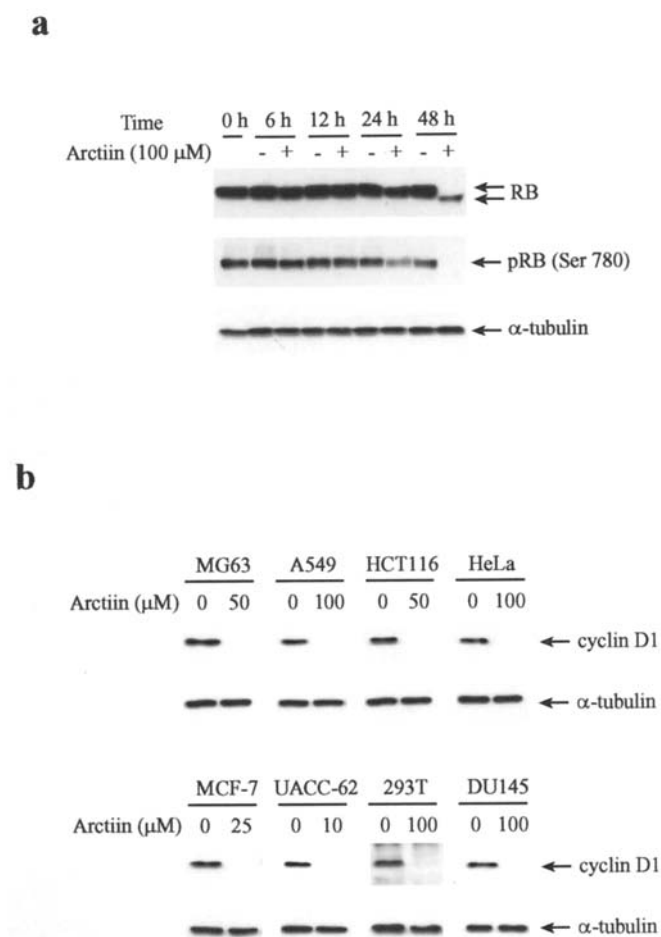 a
Time 0 h 6 h 12 h 24 h 48 h
Arctiin (100 μM) - + - + - + - +
RB
pRB (Ser 780)
α-tubulin
b
MG63 A549 HCT116 HeLa
Arctiin (μM) 0 50 0 100 0 50 0 100
cyclin D1
α-tubulin
MCF-7 UACC-62 293T DU145
Arctiin (μM) 0 25 0 10 0 100 0 100
cyclin D1
α-tubulin